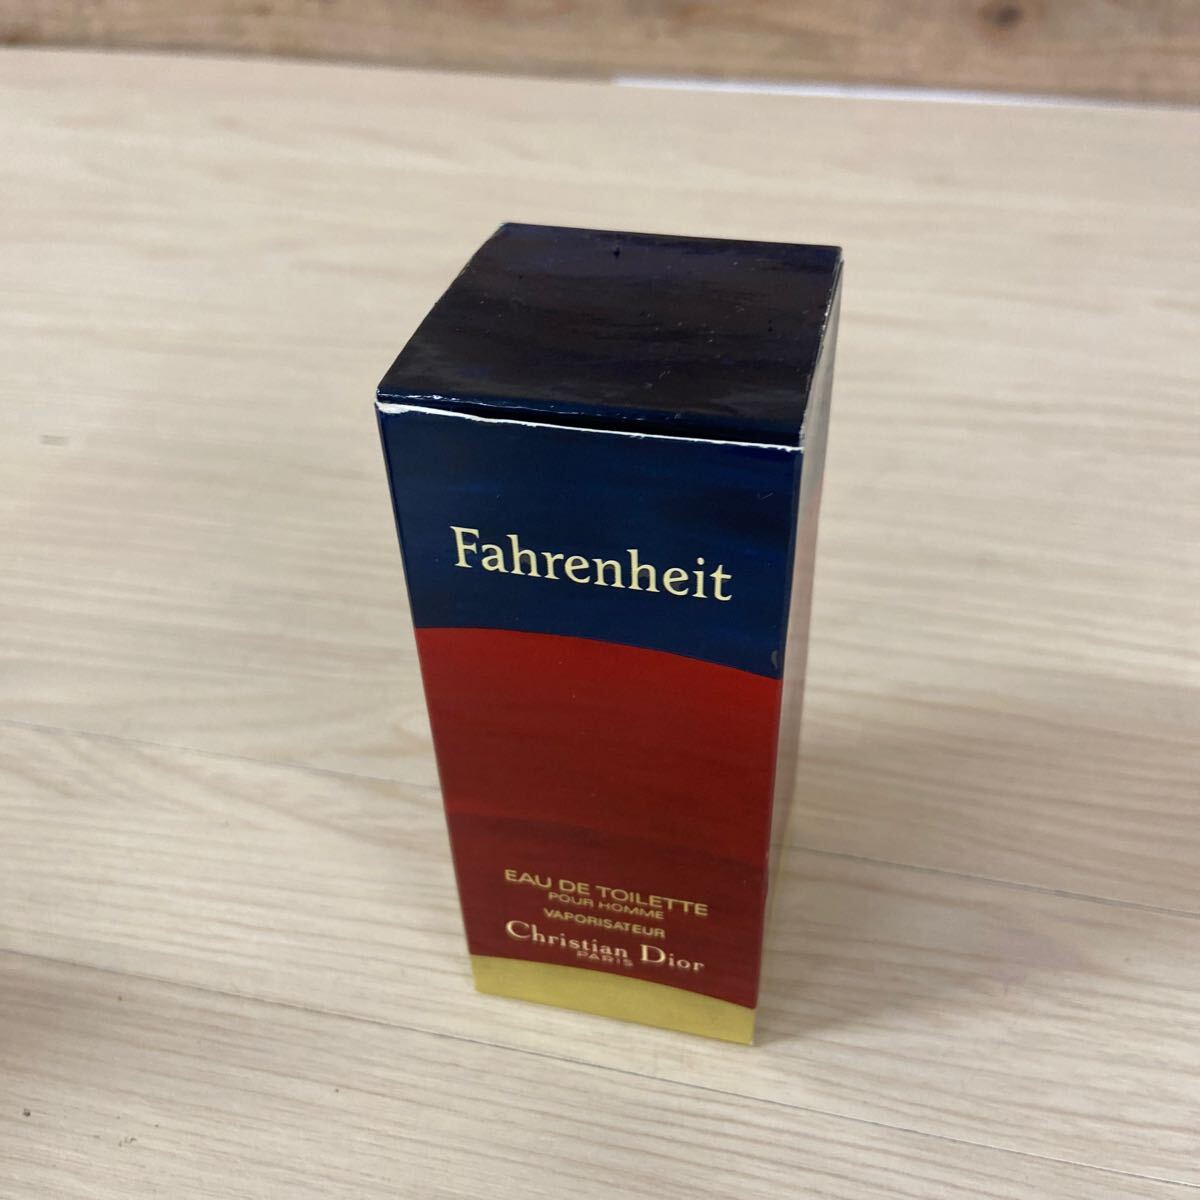 Fahrenheit
EAU DE TOILETTE
POUR HOMME
VAPORISATEUR
Christian Dior
PARIS